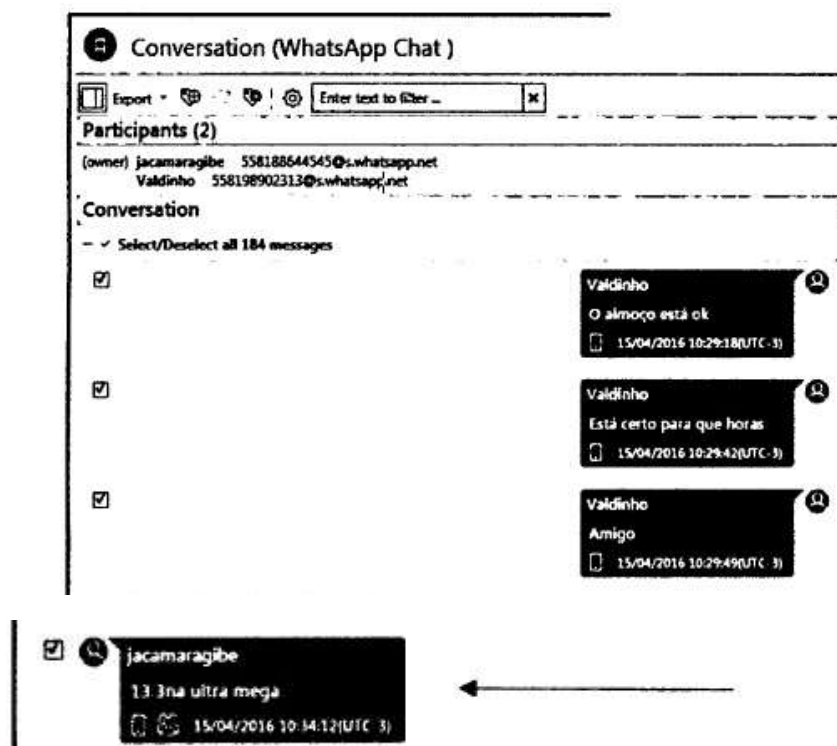 Conversation (WhatsApp Chat )
Export
Enter text to filter ...
Participants (2)
(owner) jacamaragibe 558188644545@s.whatsapp.net
Valdinho 558198902313@s.whatsapp.net
Conversation
Select/Deselect all 184 messages
Valdinho
O almoço está ok
15/04/2016 10:29:18(UTC-3)
Valdinho
Está certo para que horas
15/04/2016 10:29:42(UTC-3)
Valdinho
Amigo
15/04/2016 10:29:49(UTC-3)
jacamaragibe
13 3na ultra mega
15/04/2016 10:34:12(UTC-3)